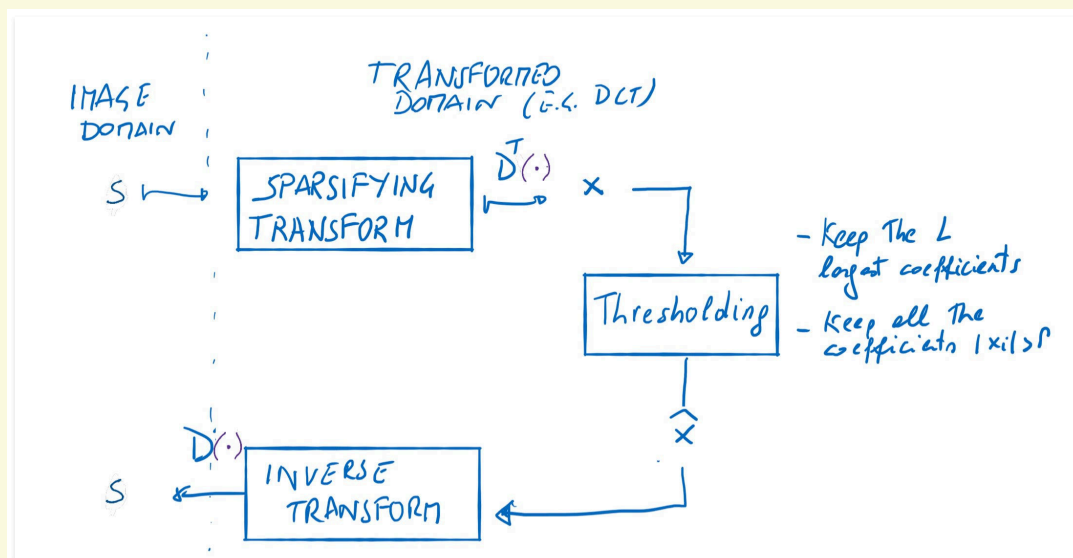 IMAGE
DOMAIN
TRANSFORMED
DOMAIN (E.G. DCT)
S
SPARSIFYING
TRANSFORM
Dᵀ(·)
x
Thresholding
- Keep The L
largest coefficients
- Keep all The
coefficients |xi|>Γ
x̂
D(·)
INVERSE
TRANSFORM
S